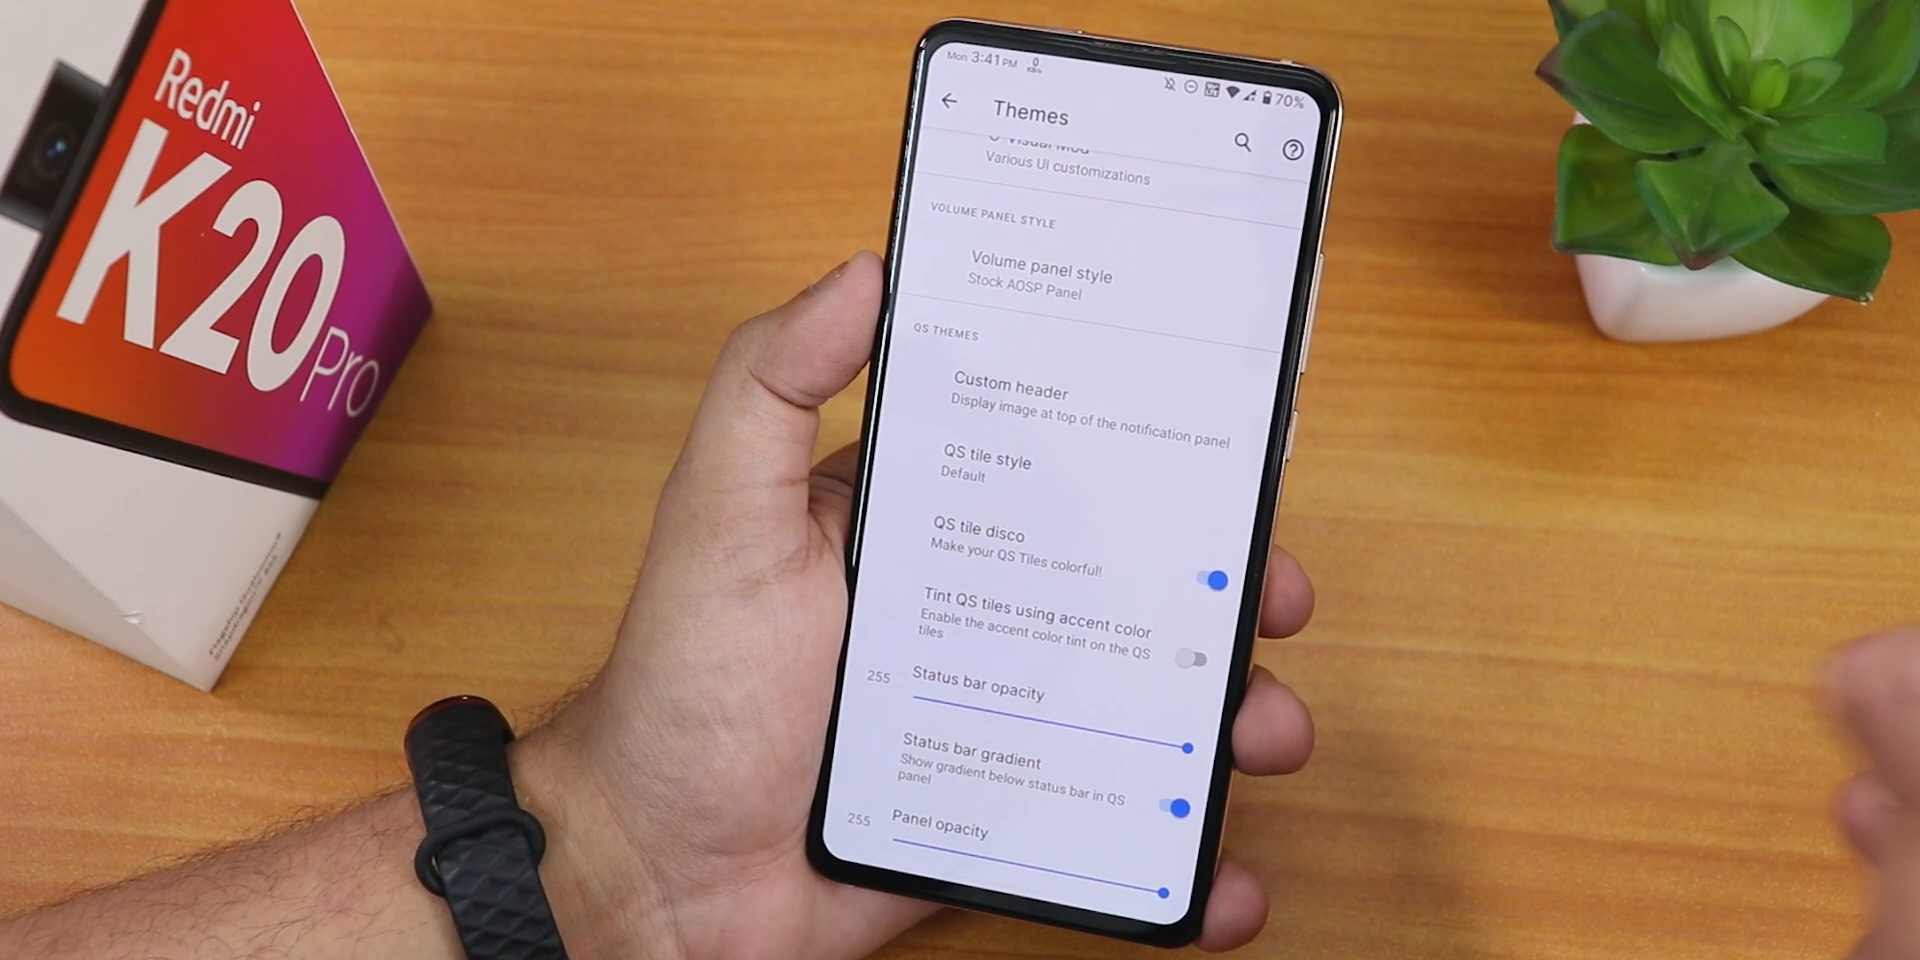 Redmi
K20 Pro
Mon 3:41 PM
0
KB/s
70%
Themes
Various UI customizations
VOLUME PANEL STYLE
Volume panel style
Stock AOSP Panel
QS THEMES
Custom header
Display image at top of the notification panel
QS tile style
Default
QS tile disco
Make your QS Tiles colorful!
Tint QS tiles using accent color
Enable the accent color tint on the QS
tiles
255
Status bar opacity
Status bar gradient
Show gradient below status bar in QS
panel
255
Panel opacity